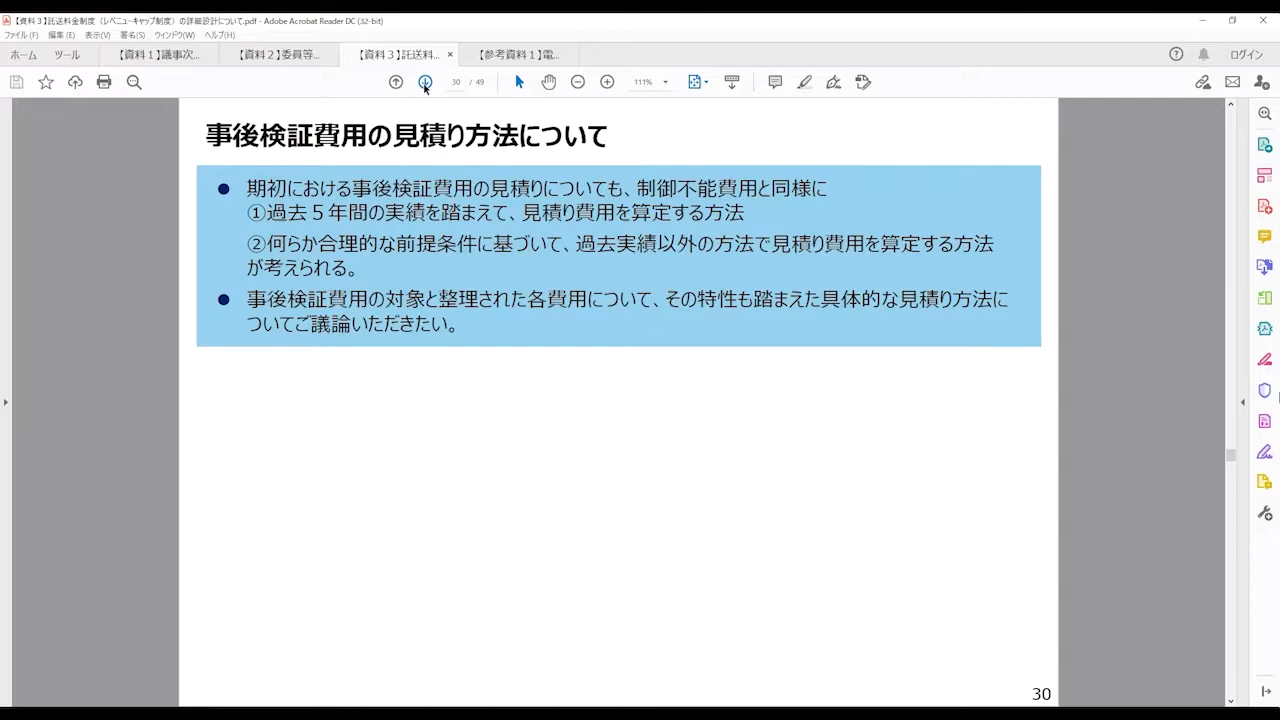 【資料３】託送料金制度（レベニューキャップ制度）の詳細設計について.pdf - Adobe Acrobat Reader DC (32-bit)
ファイル(F) 編集(E) 表示(V) 署名(S) ウィンドウ(W) ヘルプ(H)
ホーム ツール 【資料１】議事次... 【資料２】委員等... 【資料３】託送料... × 【参考資料１】電... ログイン
30 / 49 111%
事後検証費用の見積り方法について
● 期初における事後検証費用の見積りについても、制御不能費用と同様に
①過去５年間の実績を踏まえて、見積り費用を算定する方法
②何らか合理的な前提条件に基づいて、過去実績以外の方法で見積り費用を算定する方法
が考えられる。
● 事後検証費用の対象と整理された各費用について、その特性も踏まえた具体的な見積り方法に
ついてご議論いただきたい。
30